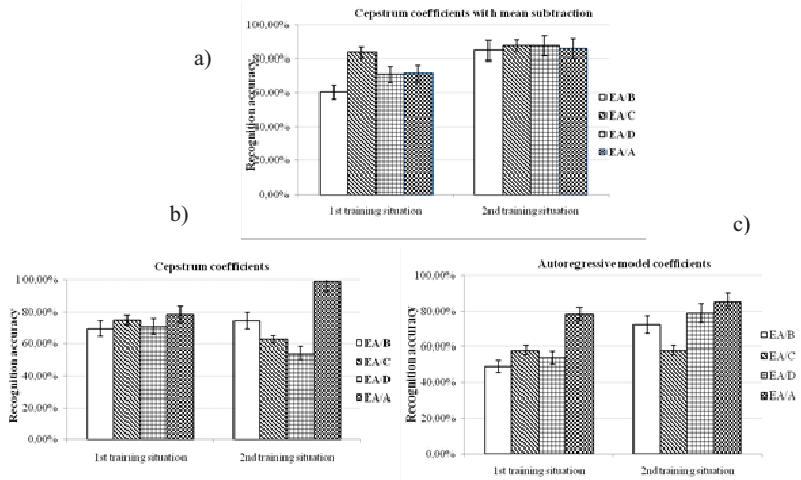 a)
Cepstrum coefficients with mean subtraction
Recognition accuracy
100,00%
80,00%
60,00%
40,00%
20,00%
0,00%
1st training situation
2nd training situation
EA/B
EA/C
EA/D
EA/A
b)
Cepstrum coefficients
Recognition accuracy
100,00%
80,00%
60,00%
40,00%
20,00%
0,00%
1st training situation
2nd training situation
EA/B
EA/C
EA/D
EA/A
c)
Autoregressive model coefficients
Recognition accuracy
100,00%
80,00%
60,00%
40,00%
20,00%
0,00%
1st training situation
2nd training situation
EA/B
EA/C
EA/D
EA/A